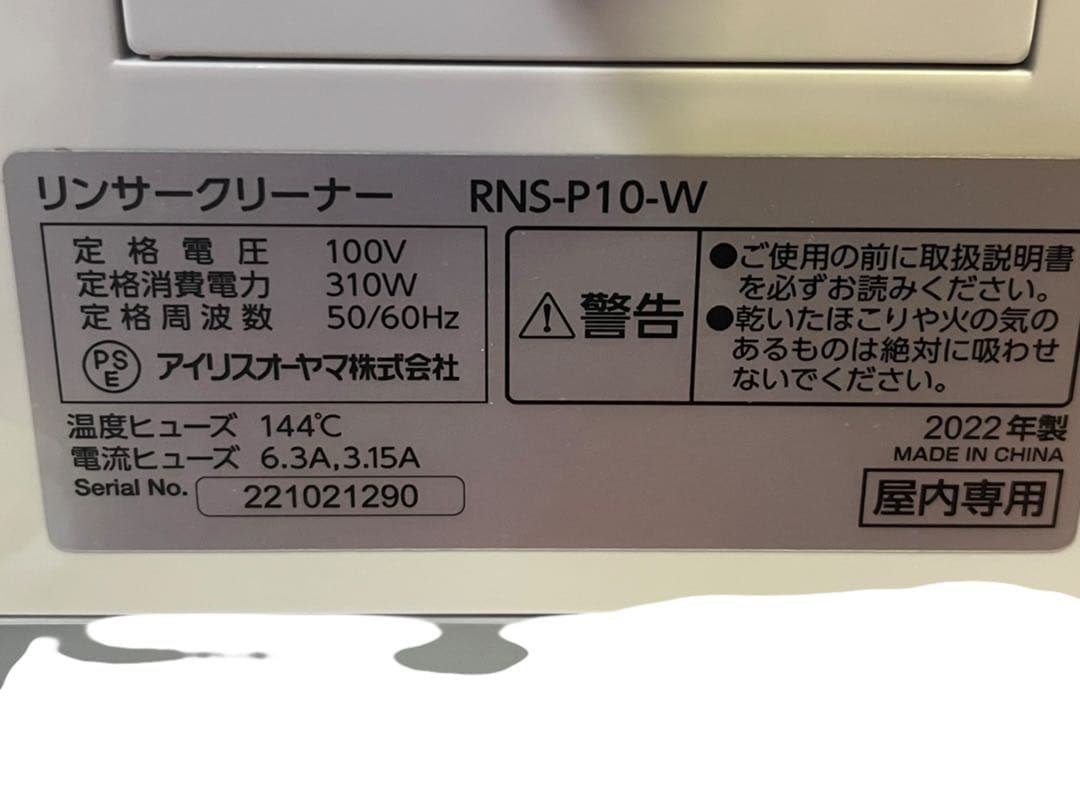 リンサークリーナー RNS-P10-W
定格電圧 100V
定格消費電力 310W
定格周波数 50/60Hz
PSE アイリスオーヤマ株式会社
⚠警告
●ご使用の前に取扱説明書
を必ずお読みください。
●乾いたほこりや火の気の
あるものは絶対に吸わせ
ないでください。
温度ヒューズ 144℃
電流ヒューズ 6.3A,3.15A
Serial No. 221021290
2022年製
MADE IN CHINA
屋内専用